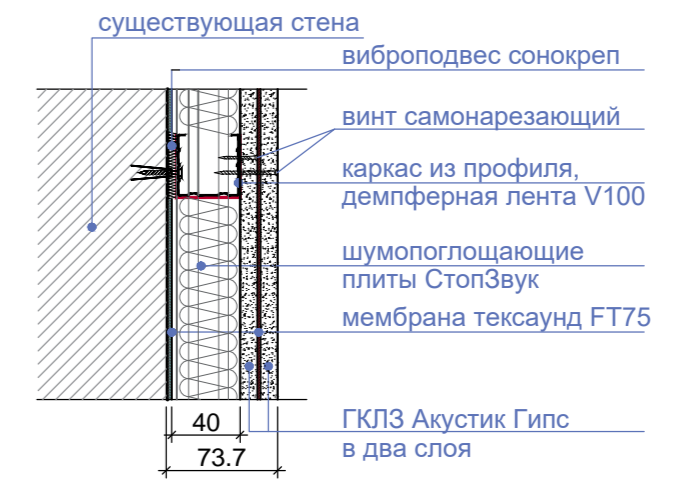 существующая стена
виброподвес сонокреп
винт самонарезающий
каркас из профиля,
демпферная лента V100
шумопоглощающие
плиты СтопЗвук
мембрана тексаунд FT75
ГКЛЗ Акустик Гипс
в два слоя
40
73.7